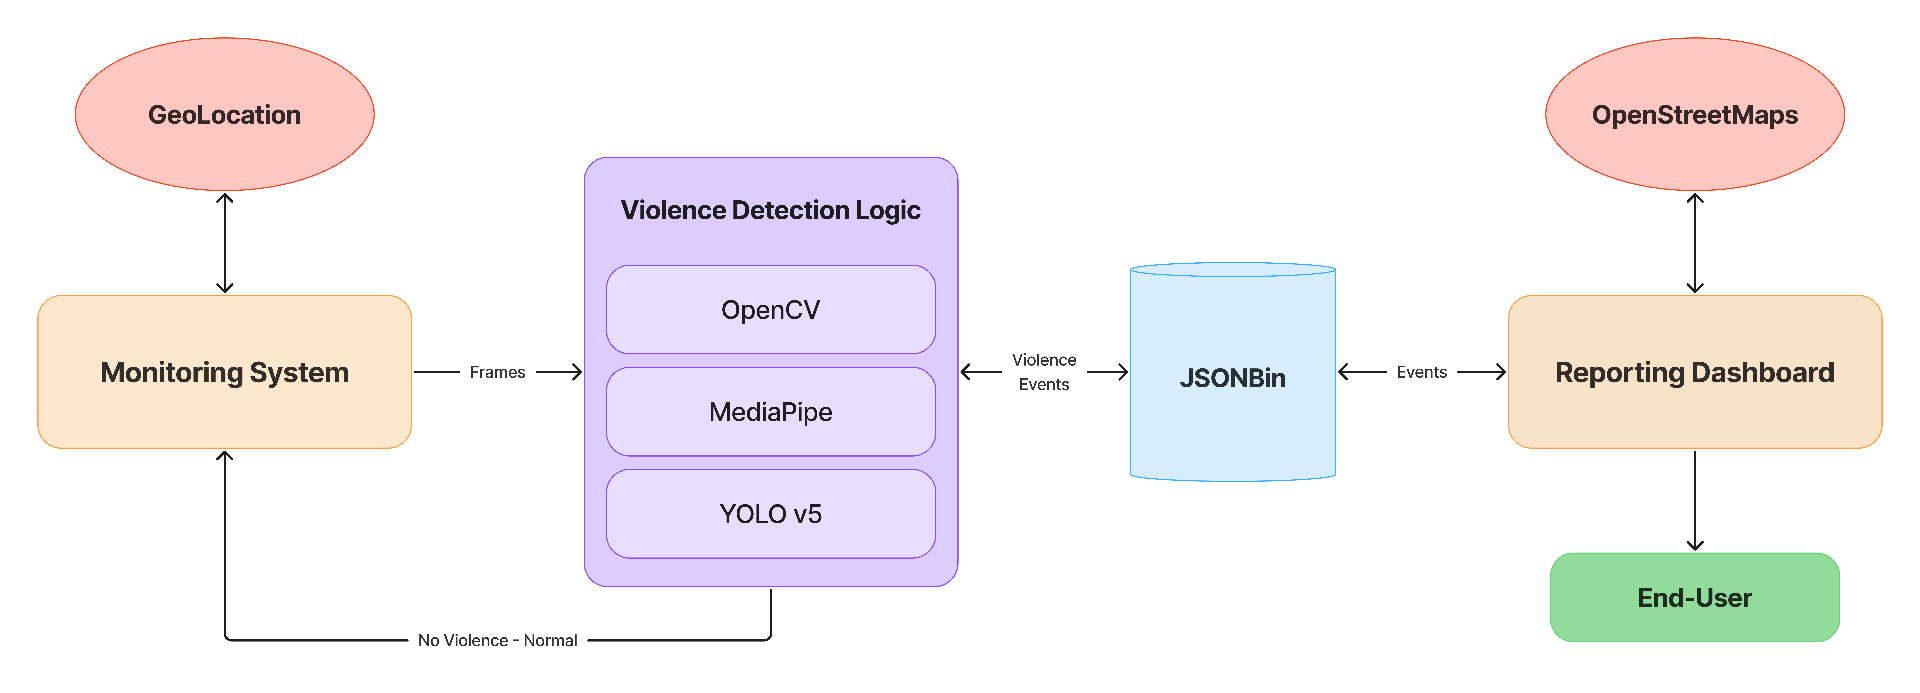 GeoLocation
OpenStreetMaps
Violence Detection Logic
OpenCV
MediaPipe
YOLO v5
Monitoring System
Frames
Violence
Events
JSONBin
Events
Reporting Dashboard
End-User
No Violence - Normal